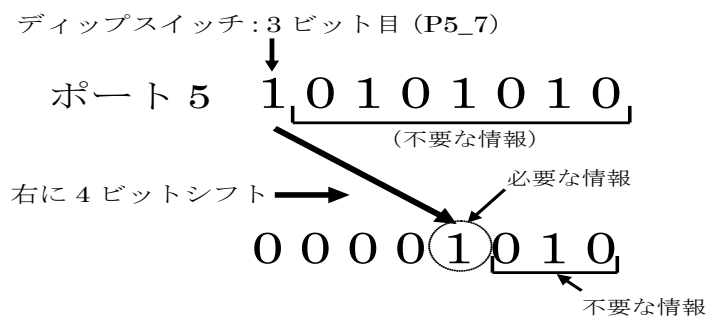 ディップスイッチ:3 ビット目 (P5_7)
ポート 5 1 0 1 0 1 0 1 0
(不要な情報)
必要な情報
右に 4 ビットシフト
0 0 0 0 1 0 1 0
不要な情報